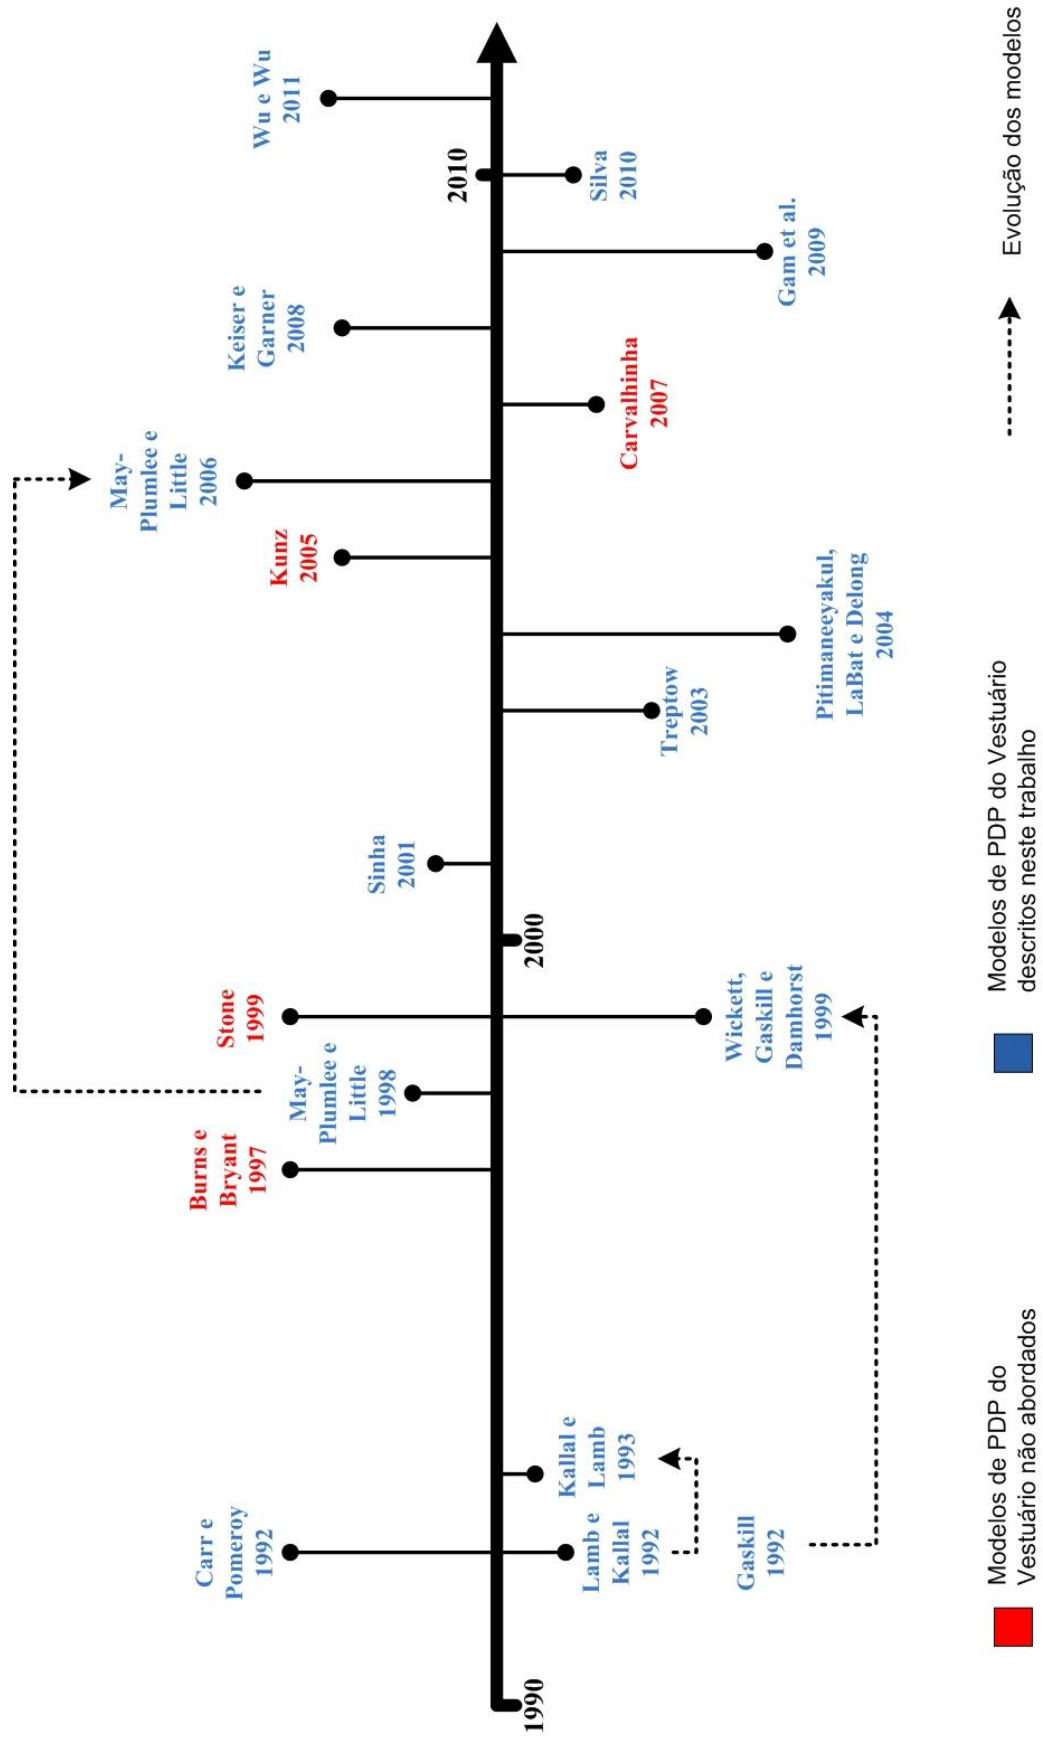 Carr e
Pomeroy
1992
Burns e
Bryant
1997
May-
Plumlee e
Little
1998
Stone
1999
Sinha
2001
Kunz
2005
May-
Plumlee e
Little
2006
Keiser e
Garner
2008
Wu e Wu
2011
1990
2000
2010
Lamb e
Kallal
1992
Gaskill
1992
Kallal e
Lamb
1993
Wickett,
Gaskill e
Damhorst
1999
Treptow
2003
Pitimaneeyakul,
LaBat e Delong
2004
Carvalhinha
2007
Gam et al.
2009
Silva
2010
Modelos de PDP do
Vestuário não abordados
Modelos de PDP do Vestuário
descritos neste trabalho
Evolução dos modelos